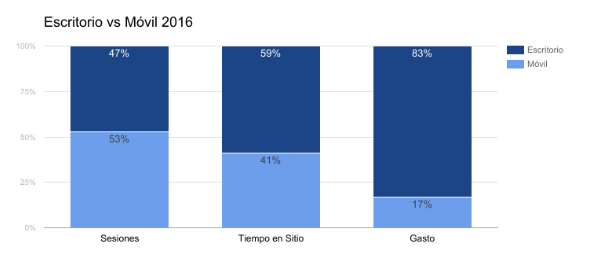 Escritorio vs Móvil 2016
100%
75%
50%
25%
0%
47%
59%
83%
53%
41%
17%
Sesiones
Tiempo en Sitio
Gasto
Escritorio
Móvil